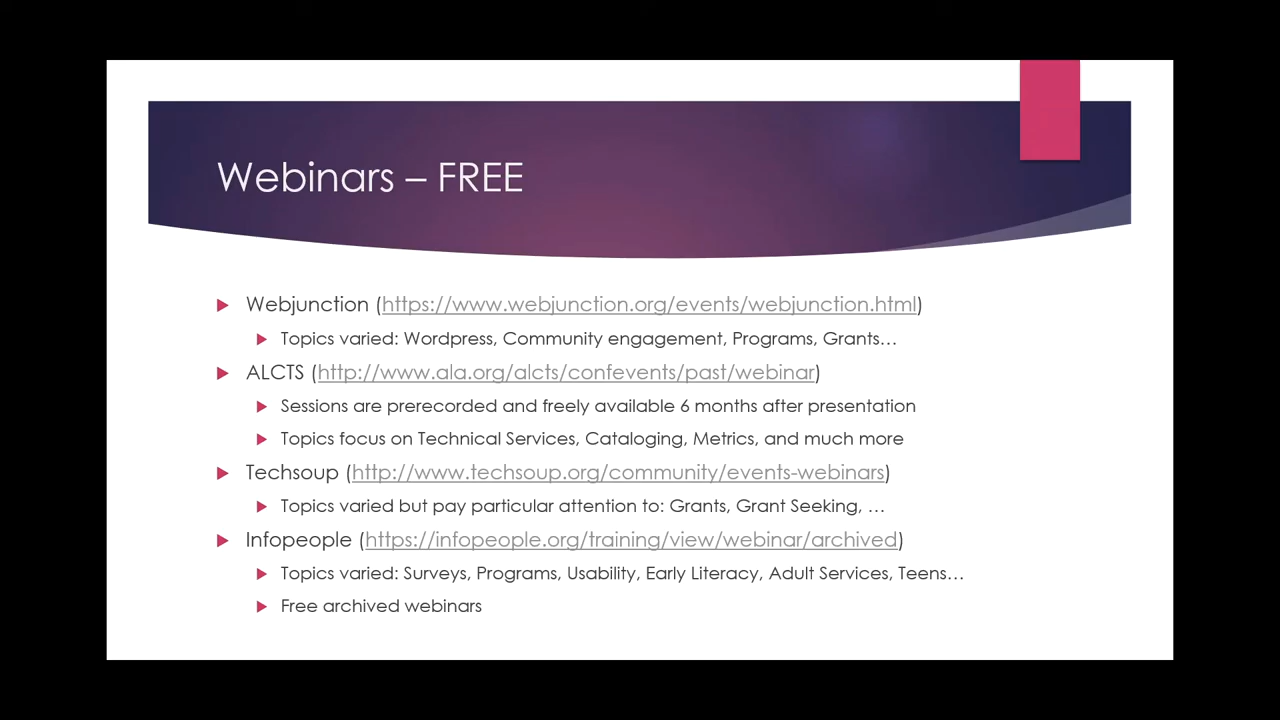 Webinars – FREE
Webjunction (https://www.webjunction.org/events/webjunction.html)
Topics varied: Wordpress, Community engagement, Programs, Grants…
ALCTS (http://www.ala.org/alcts/confevents/past/webinar)
Sessions are prerecorded and freely available 6 months after presentation
Topics focus on Technical Services, Cataloging, Metrics, and much more
Techsoup (http://www.techsoup.org/community/events-webinars)
Topics varied but pay particular attention to: Grants, Grant Seeking, …
Infopeople (https://infopeople.org/training/view/webinar/archived)
Topics varied: Surveys, Programs, Usability, Early Literacy, Adult Services, Teens…
Free archived webinars